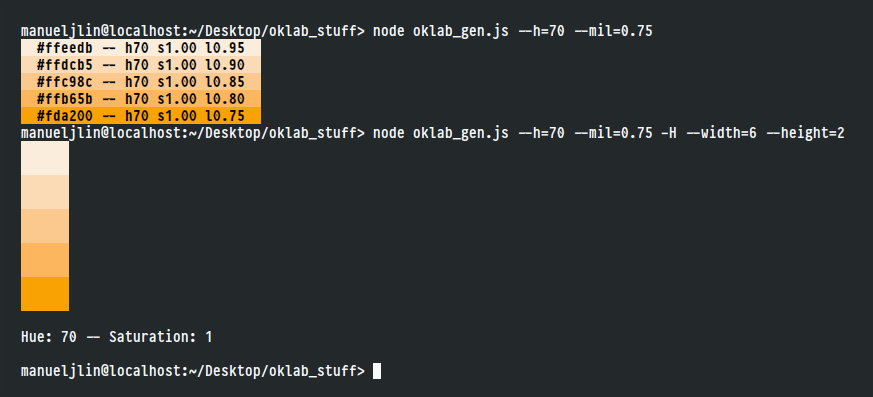 manueljlin@localhost:~/Desktop/oklab_stuff> node oklab_gen.js --h=70 --mil=0.75
#ffeedb -- h70 s1.00 l0.95
#ffdcb5 -- h70 s1.00 l0.90
#ffc98c -- h70 s1.00 l0.85
#ffb65b -- h70 s1.00 l0.80
#fda200 -- h70 s1.00 l0.75
manueljlin@localhost:~/Desktop/oklab_stuff> node oklab_gen.js --h=70 --mil=0.75 -H --width=6 --height=2
Hue: 70 -- Saturation: 1
manueljlin@localhost:~/Desktop/oklab_stuff>